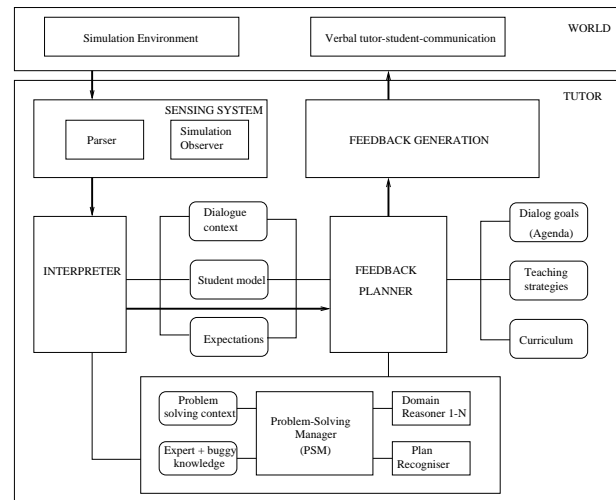 WORLD
Simulation Environment
Verbal tutor-student-communication
TUTOR
SENSING SYSTEM
Parser
Simulation
Observer
FEEDBACK GENERATION
INTERPRETER
Dialogue
context
Student model
Expectations
FEEDBACK
PLANNER
Dialog goals
(Agenda)
Teaching
strategies
Curriculum
Problem
solving context
Expert + buggy
knowledge
Problem-Solving
Manager
(PSM)
Domain
Reasoner 1-N
Plan
Recogniser